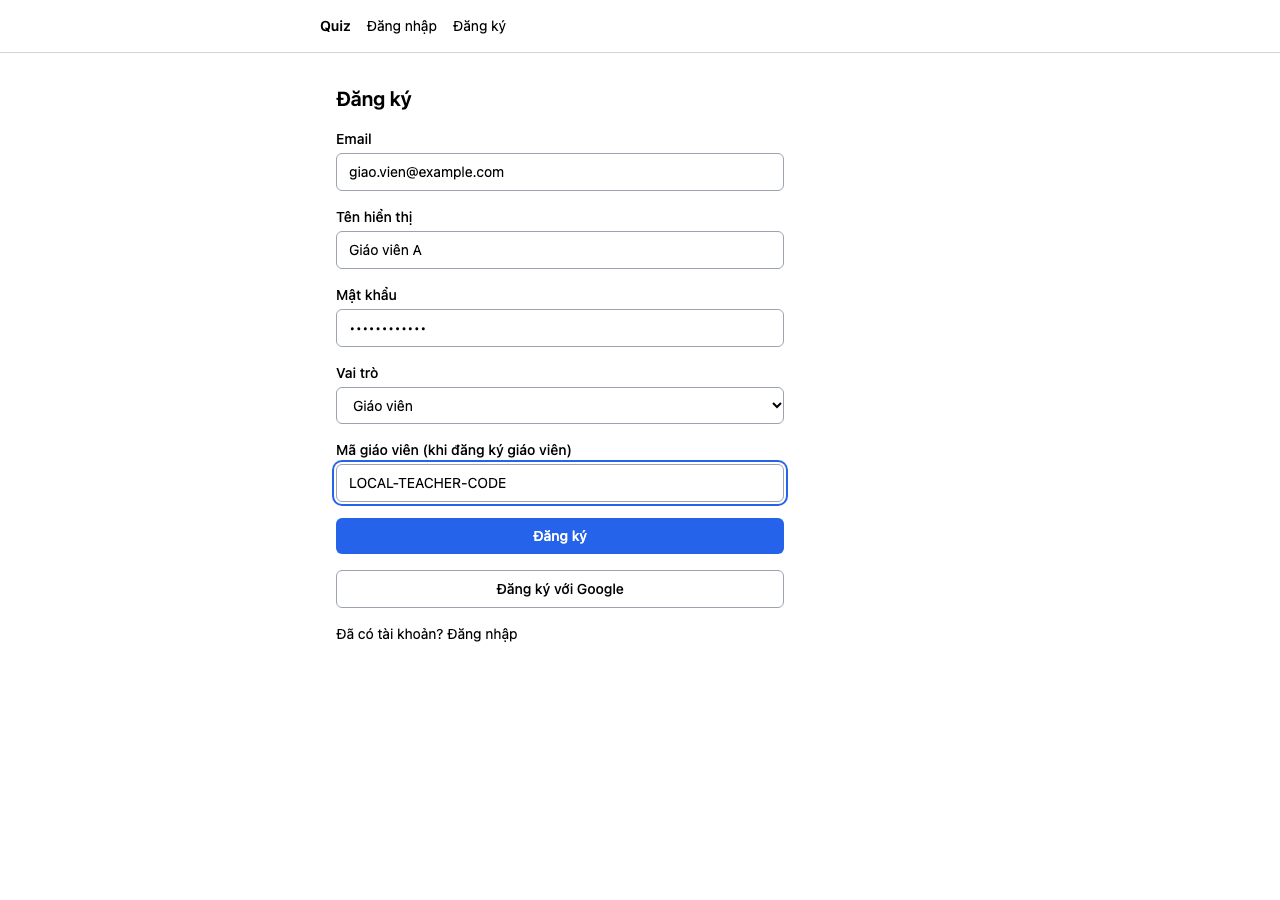 Quiz Đăng nhập Đăng ký
Đăng ký
Email
giao.vien@example.com
Tên hiển thị
Giáo viên A
Mật khẩu
••••••••••••
Vai trò
Giáo viên
Mã giáo viên (khi đăng ký giáo viên)
LOCAL-TEACHER-CODE
Đăng ký
Đăng ký với Google
Đã có tài khoản? Đăng nhập